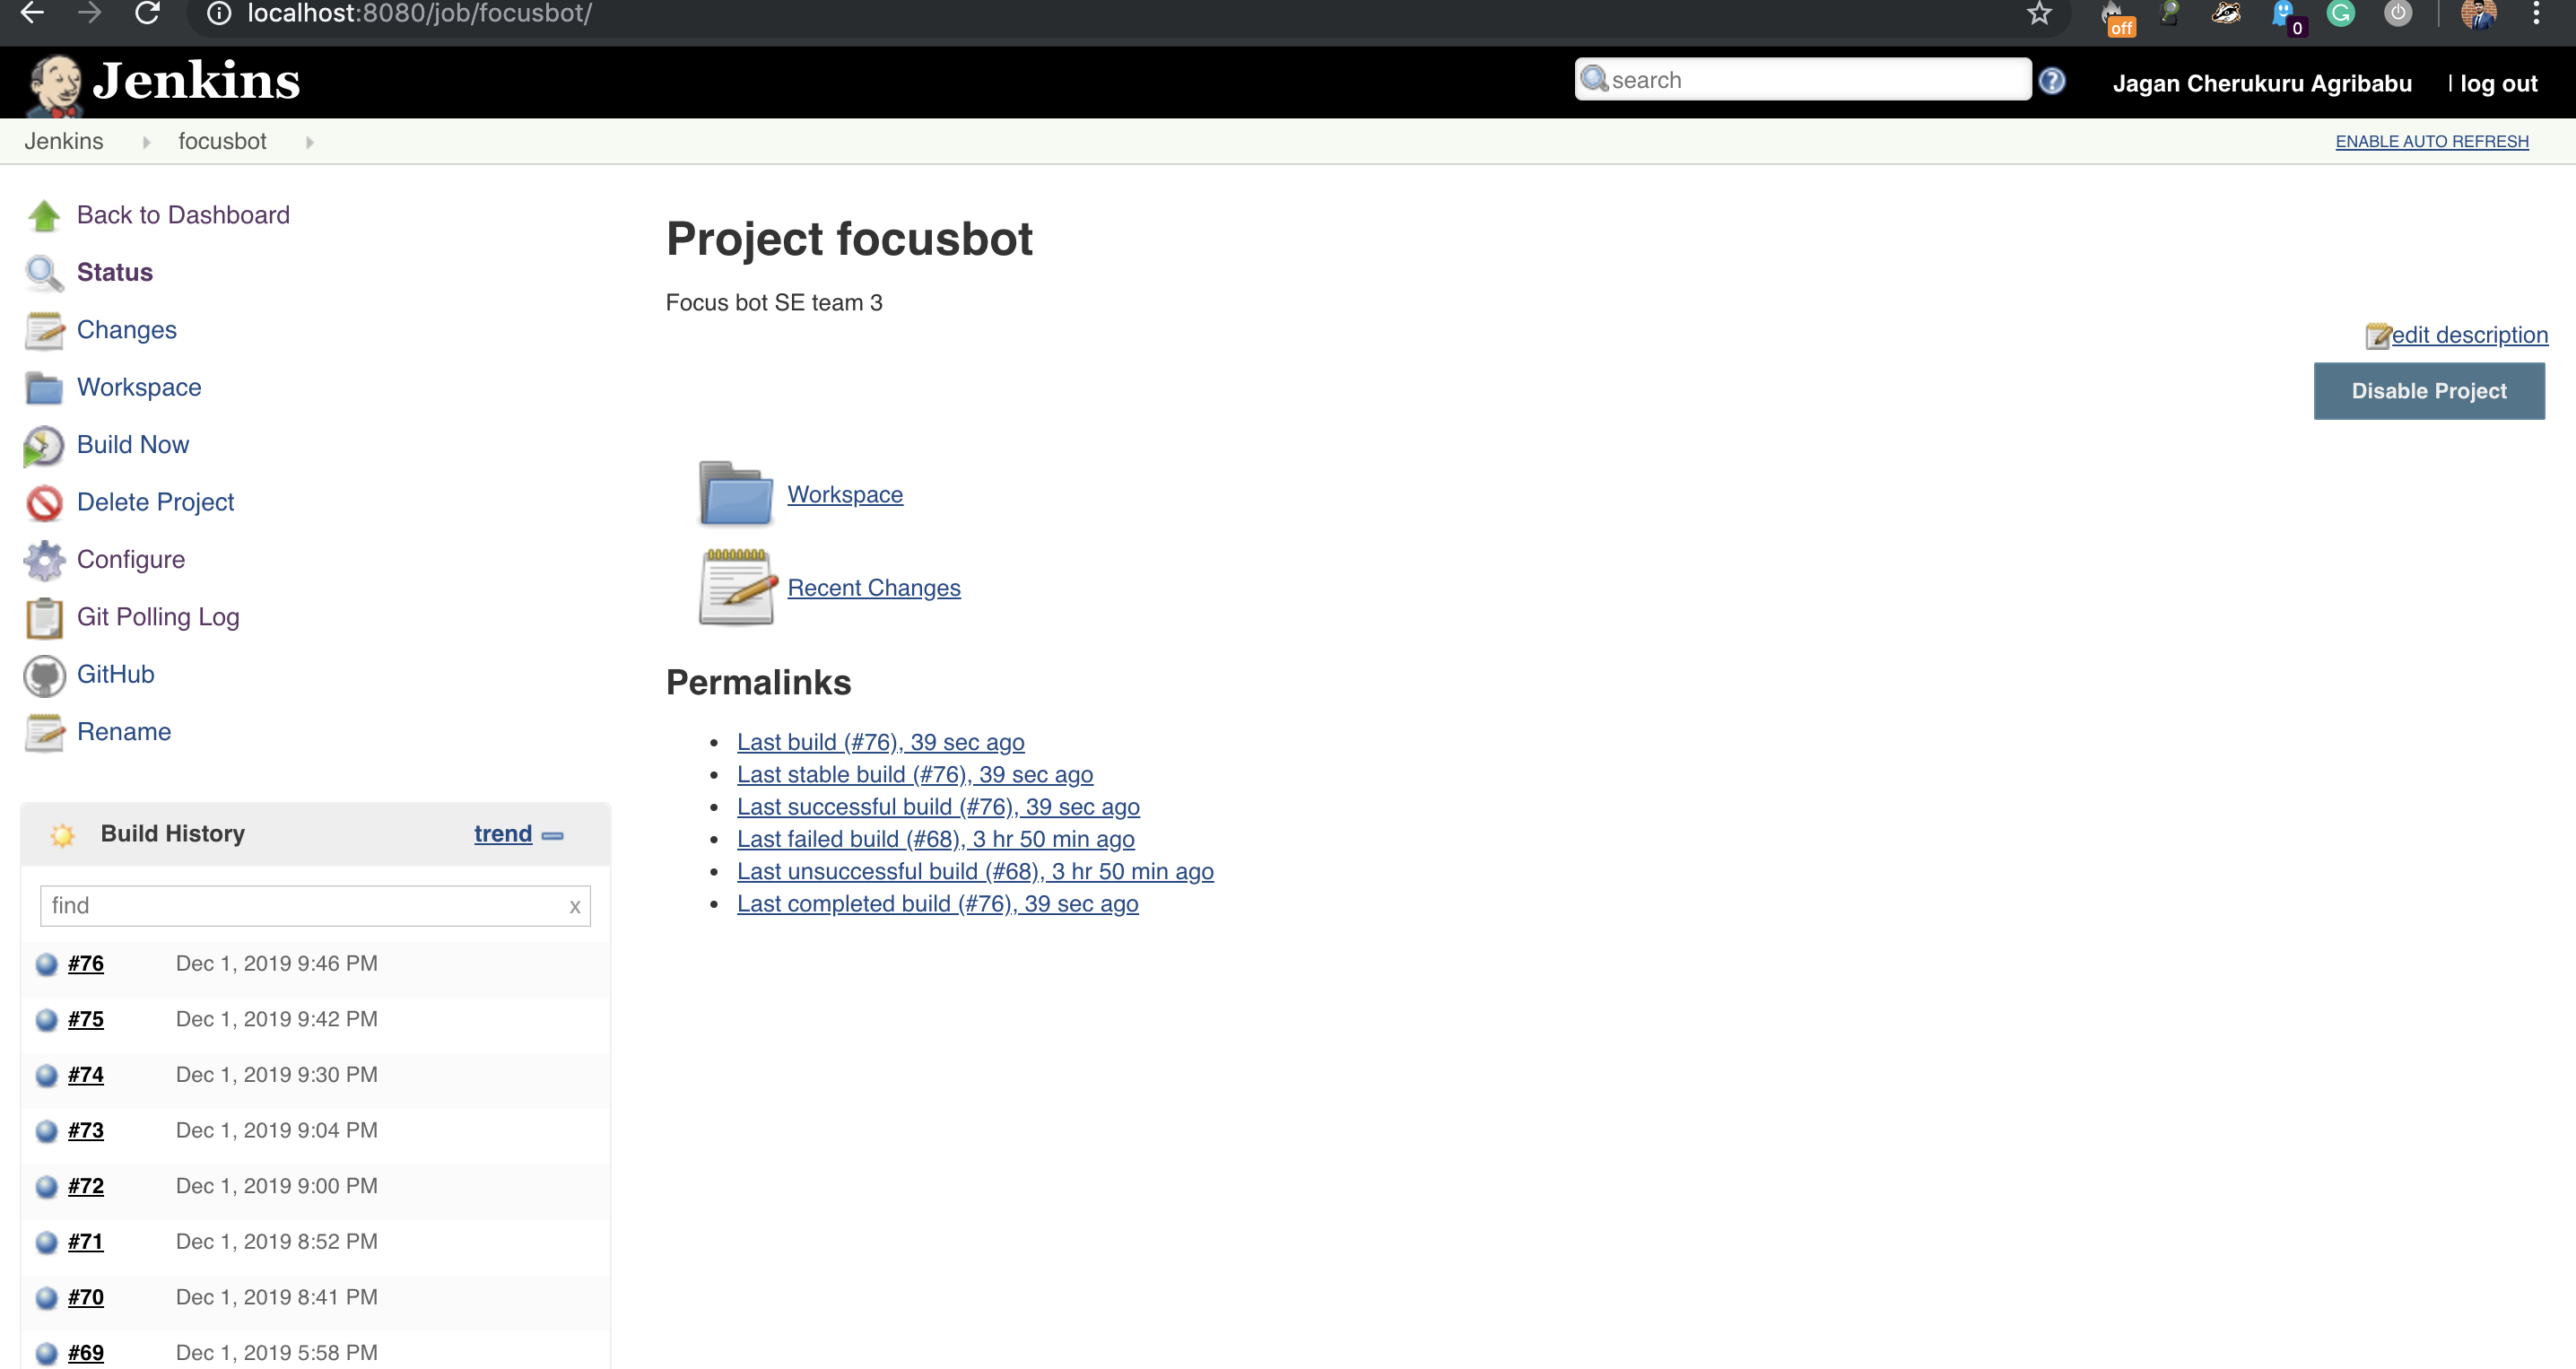 localhost:8080/job/focusbot/
off
0
Jenkins
search
Jagan Cherukuru Agribabu
| log out
Jenkins
focusbot
ENABLE AUTO REFRESH
Back to Dashboard
Status
Changes
Workspace
Build Now
Delete Project
Configure
Git Polling Log
GitHub
Rename
Build History
trend
find
x
#76 Dec 1, 2019 9:46 PM
#75 Dec 1, 2019 9:42 PM
#74 Dec 1, 2019 9:30 PM
#73 Dec 1, 2019 9:04 PM
#72 Dec 1, 2019 9:00 PM
#71 Dec 1, 2019 8:52 PM
#70 Dec 1, 2019 8:41 PM
#69 Dec 1, 2019 5:58 PM
Project focusbot
Focus bot SE team 3
edit description
Disable Project
Workspace
Recent Changes
Permalinks
Last build (#76), 39 sec ago
Last stable build (#76), 39 sec ago
Last successful build (#76), 39 sec ago
Last failed build (#68), 3 hr 50 min ago
Last unsuccessful build (#68), 3 hr 50 min ago
Last completed build (#76), 39 sec ago